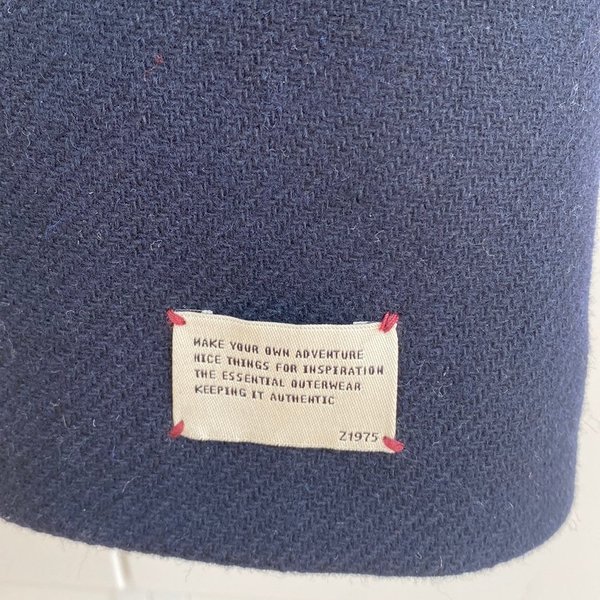 MAKE YOUR OWN ADVENTURE
NICE THINGS FOR INSPIRATION
THE ESSENTIAL OUTERWEAR
KEEPING IT AUTHENTIC
Z1975